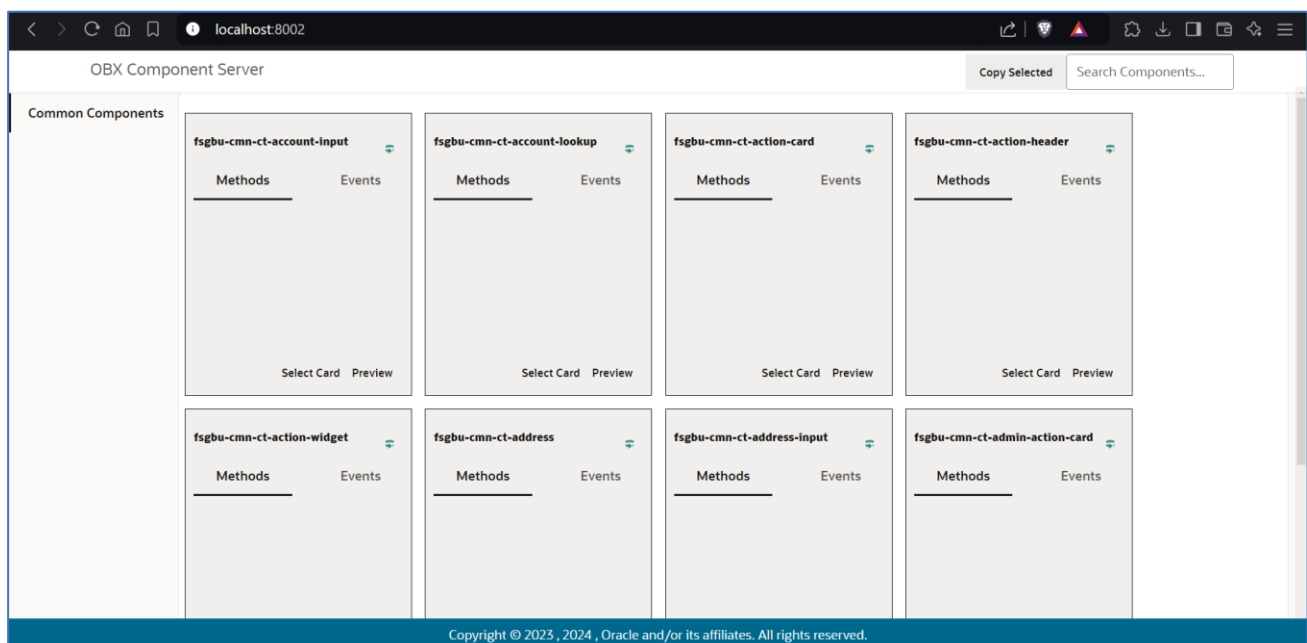 localhost:8002
OBX Component Server
Copy Selected
Search Components...
Common Components
fsgbu-cmn-ct-account-input
Methods Events
Select Card Preview
fsgbu-cmn-ct-account-lookup
Methods Events
Select Card Preview
fsgbu-cmn-ct-action-card
Methods Events
Select Card Preview
fsgbu-cmn-ct-action-header
Methods Events
Select Card Preview
fsgbu-cmn-ct-action-widget
Methods Events
fsgbu-cmn-ct-address
Methods Events
fsgbu-cmn-ct-address-input
Methods Events
fsgbu-cmn-ct-admin-action-card
Methods Events
Copyright © 2023 , 2024 , Oracle and/or its affiliates. All rights reserved.